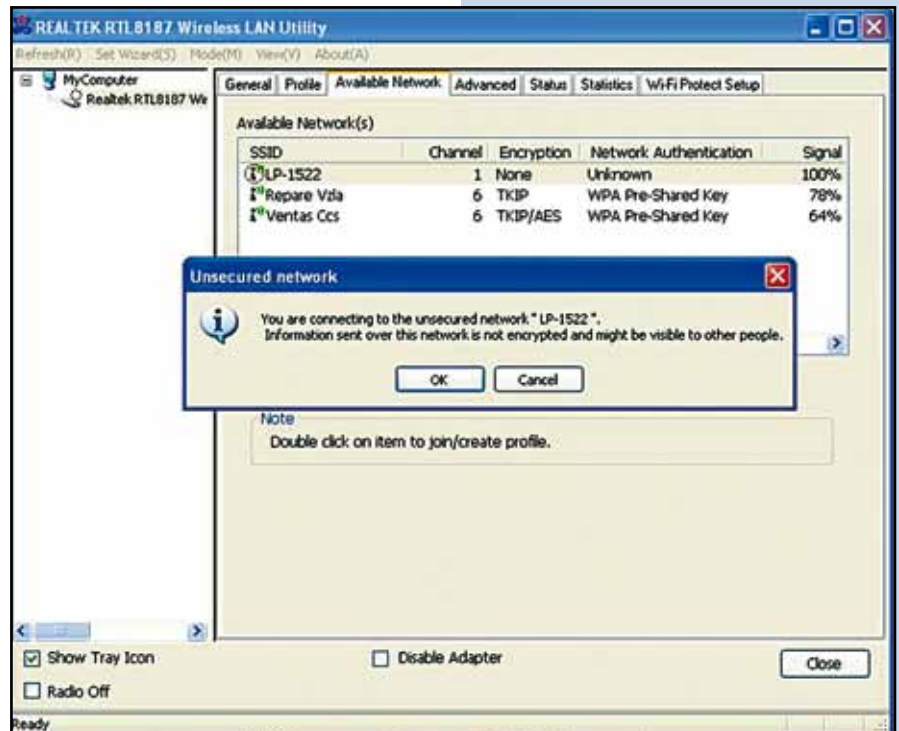 REALTEK RTL8187 Wireless LAN Utility
Refresh(R) Set Wizard(S) Mode(M) View(V) About(A)
MyComputer
Realtek RTL8187 We
General Profile Available Network Advanced Status Statistics Wi-Fi Protect Setup
Available Network(s)
SSID Channel Encryption Network Authentication Signal
LP-1522 1 None Unknown 100%
Repare Vzla 6 TKIP WPA Pre-Shared Key 78%
Ventas Ccs 6 TKIP/AES WPA Pre-Shared Key 64%
Unsecured network
You are connecting to the unsecured network " LP-1522 ".
Information sent over this network is not encrypted and might be visible to other people.
OK Cancel
Note
Double click on item to join/create profile.
Show Tray Icon
Disable Adapter
Close
Radio Off
Ready